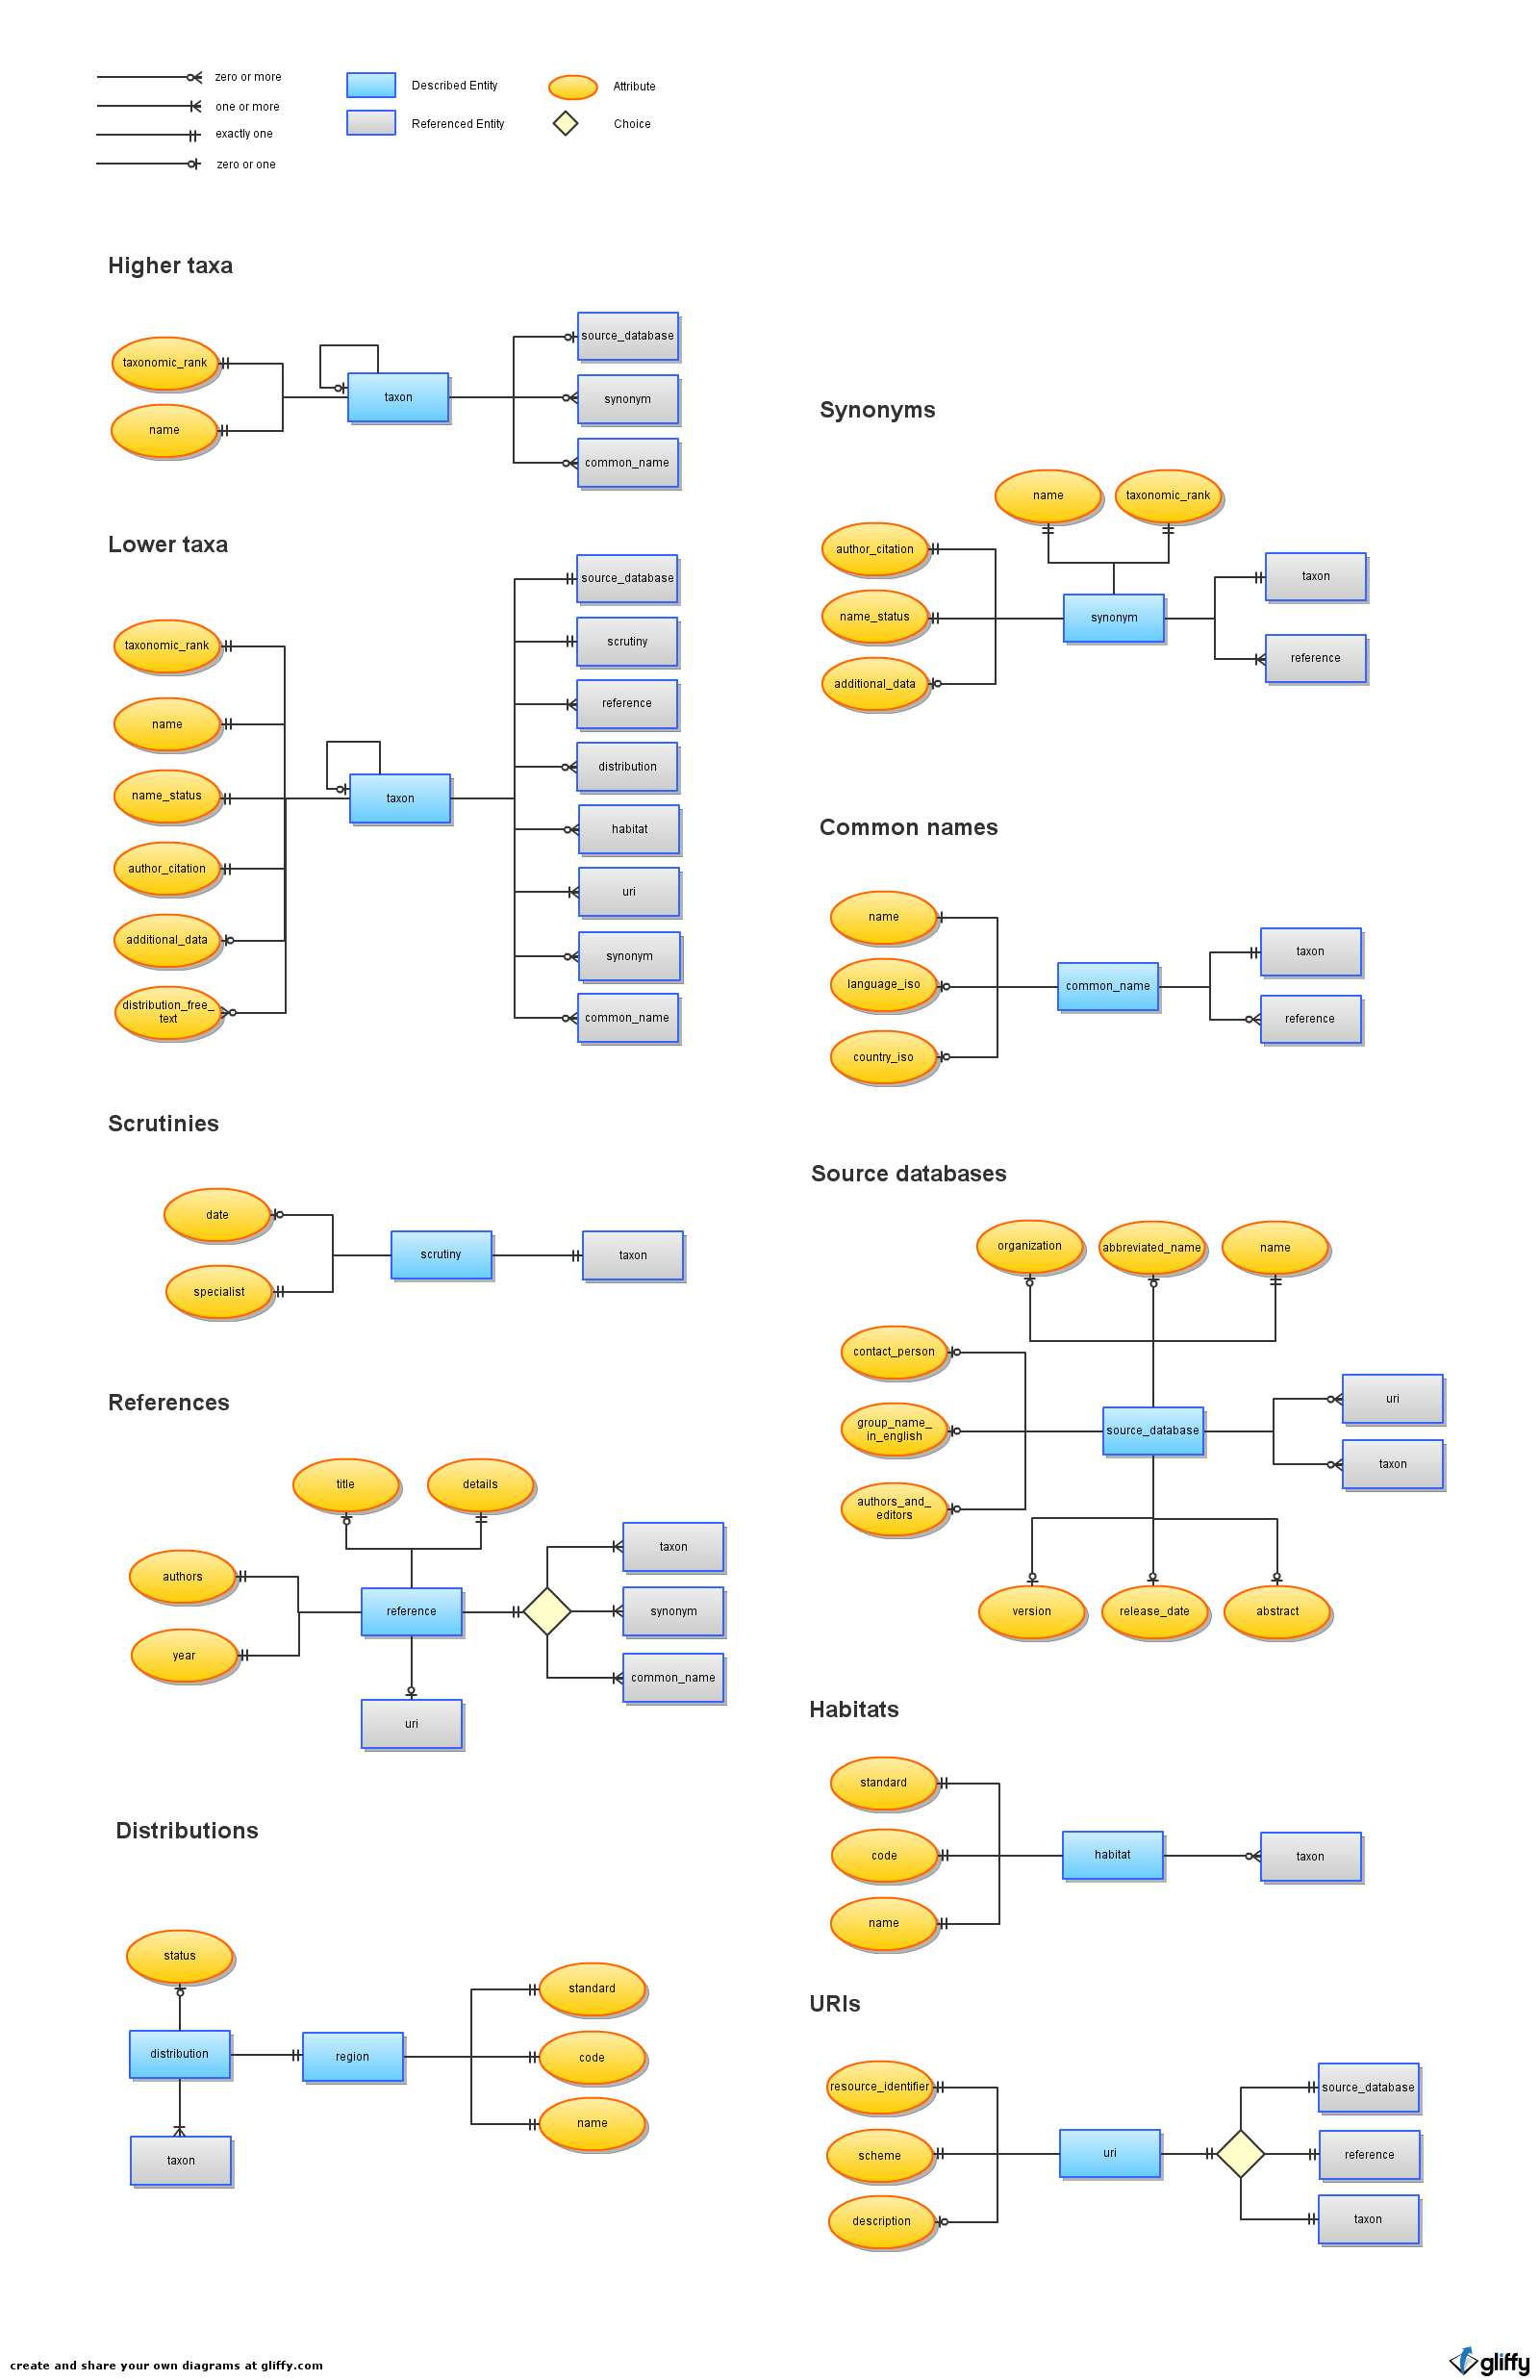 zero or more
one or more
exactly one
zero or one
Described Entity
Referenced Entity
Attribute
Choice
Higher taxa
taxonomic_rank
name
taxon
source_database
synonym
common_name
Lower taxa
taxonomic_rank
name
name_status
author_citation
additional_data
distribution_free_
text
taxon
source_database
scrutiny
reference
distribution
habitat
uri
synonym
common_name
Scrutinies
date
specialist
scrutiny
taxon
References
title
details
authors
year
reference
uri
taxon
synonym
common_name
Distributions
status
distribution
taxon
region
standard
code
name
Synonyms
name
taxonomic_rank
author_citation
name_status
additional_data
synonym
taxon
reference
Common names
name
language_iso
country_iso
common_name
taxon
reference
Source databases
organization
abbreviated_name
name
contact_person
group_name_
in_english
authors_and_
editors
source_database
uri
taxon
version
release_date
abstract
Habitats
standard
code
name
habitat
taxon
URIs
resource_identifier
scheme
description
uri
source_database
reference
taxon
create and share your own diagrams at gliffy.com
gliffy